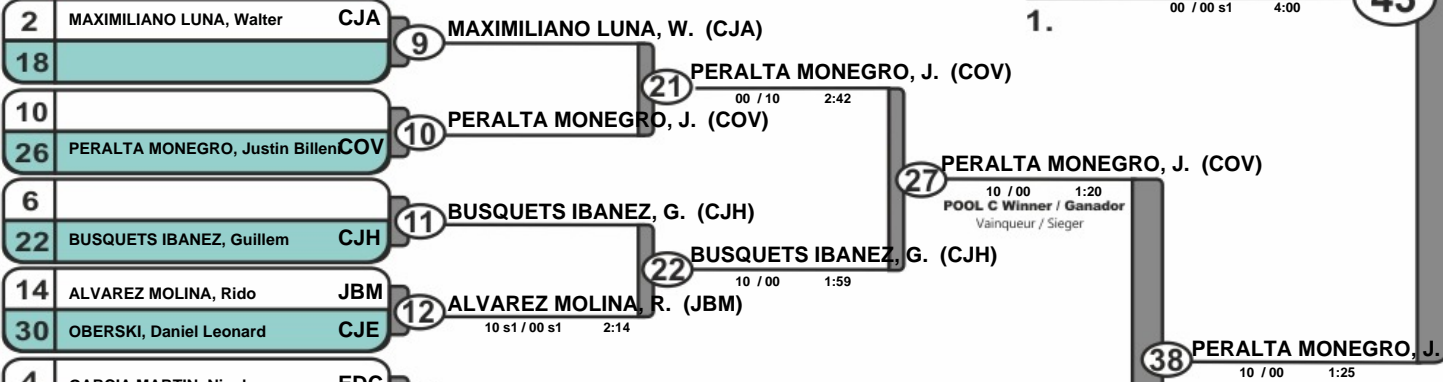 2 MAXIMILIANO LUNA, Walter CJA
18
9 MAXIMILIANO LUNA, W. (CJA)
10
26 PERALTA MONEGRO, Justin Billeni COV
10 PERALTA MONEGRO, J. (COV)
21 PERALTA MONEGRO, J. (COV)
00 / 10 2:42
6
22 BUSQUETS IBANEZ, Guillem CJH
11 BUSQUETS IBANEZ, G. (CJH)
14 ALVAREZ MOLINA, Rido JBM
30 OBERSKI, Daniel Leonard CJE
12 ALVAREZ MOLINA, R. (JBM)
10 s1 / 00 s1 2:14
22 BUSQUETS IBANEZ, G. (CJH)
10 / 00 1:59
27 PERALTA MONEGRO, J. (COV)
10 / 00 1:20
POOL C Winner / Ganador
Vainqueur / Sieger
00 / 00 s1 4:00
1.
38 PERALTA MONEGRO, J.
10 / 00 1:25